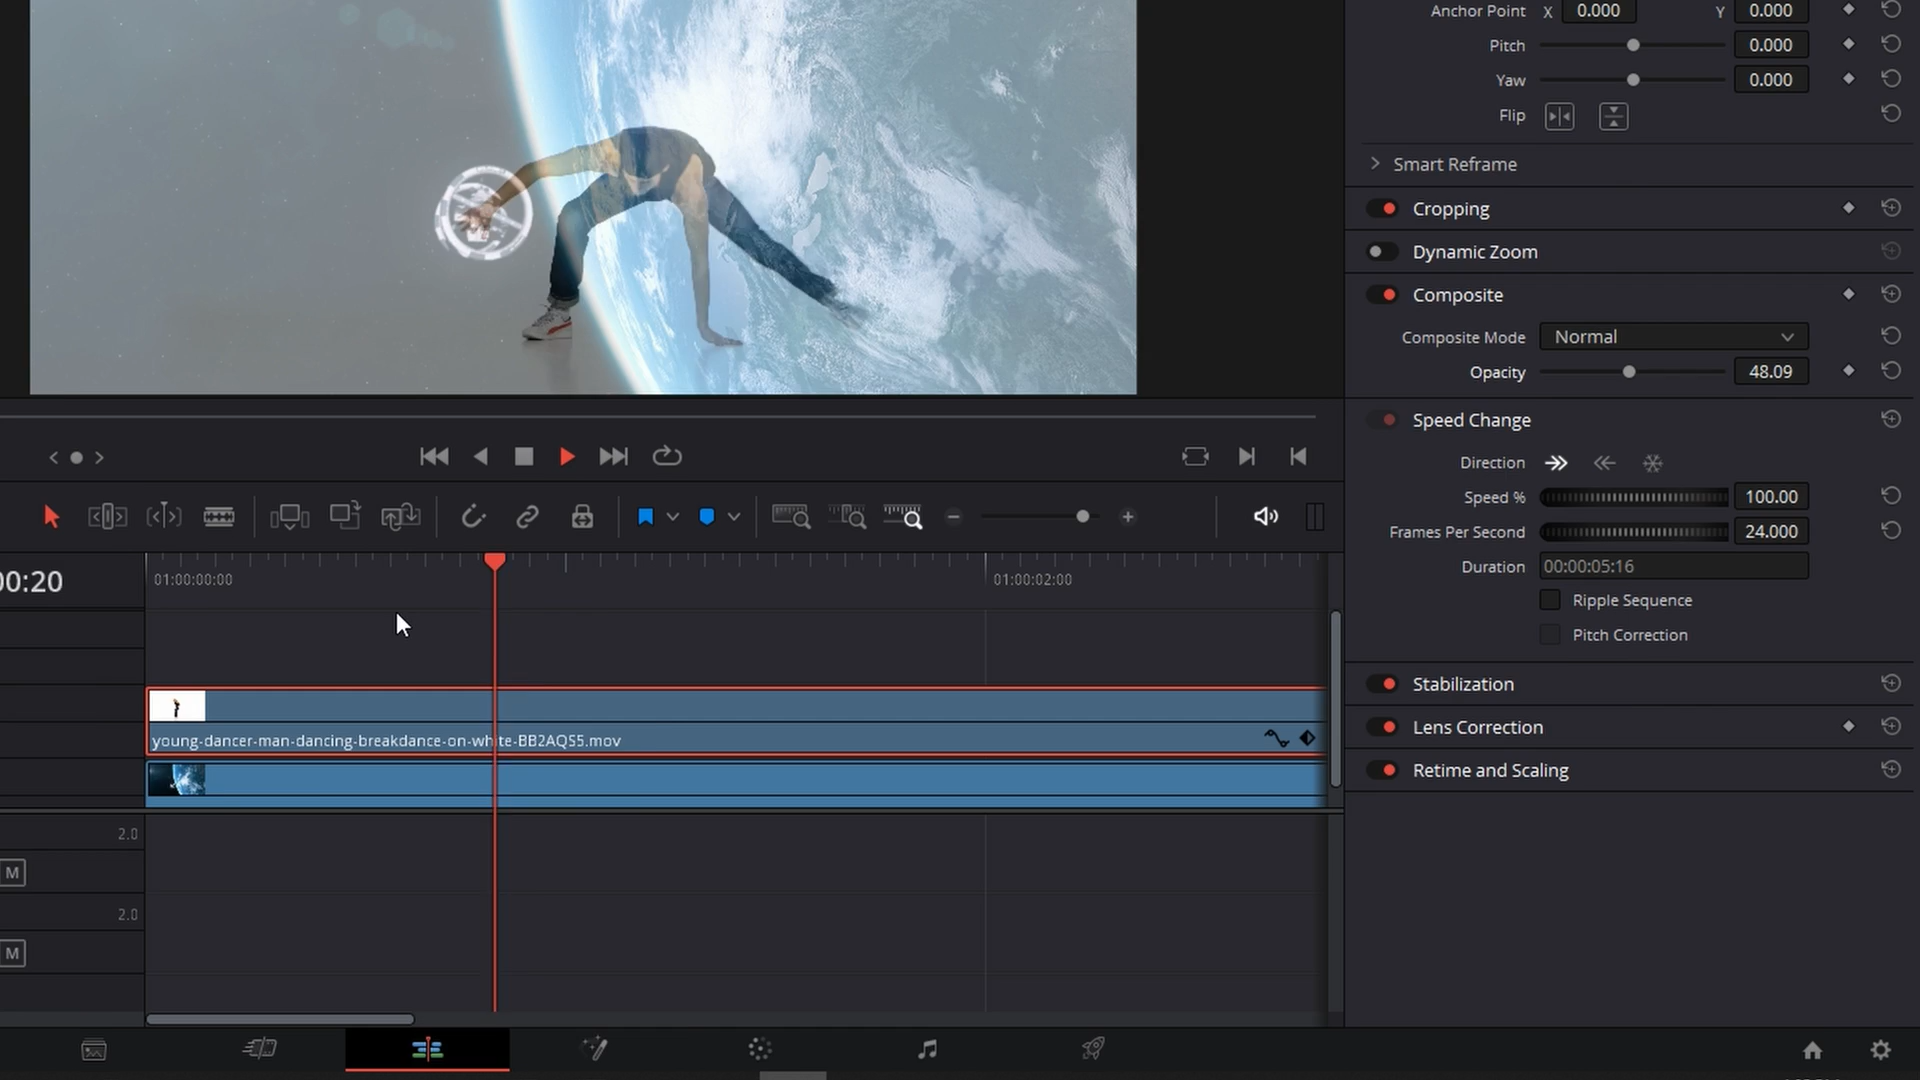 Anchor Point X 0.000 Y 0.000
Pitch 0.000
Yaw 0.000
Flip
Smart Reframe
Cropping
Dynamic Zoom
Composite
Composite Mode Normal
Opacity 48.09
Speed Change
Direction
Speed % 100.00
Frames Per Second 24.000
Duration 00:00:05:16
Ripple Sequence
Pitch Correction
Stabilization
Lens Correction
Retime and Scaling
00:20
01:00:00:00
01:00:02:00
young-dancer-man-dancing-breakdance-on-white-BB2AQS5.mov
2.0
M
2.0
M